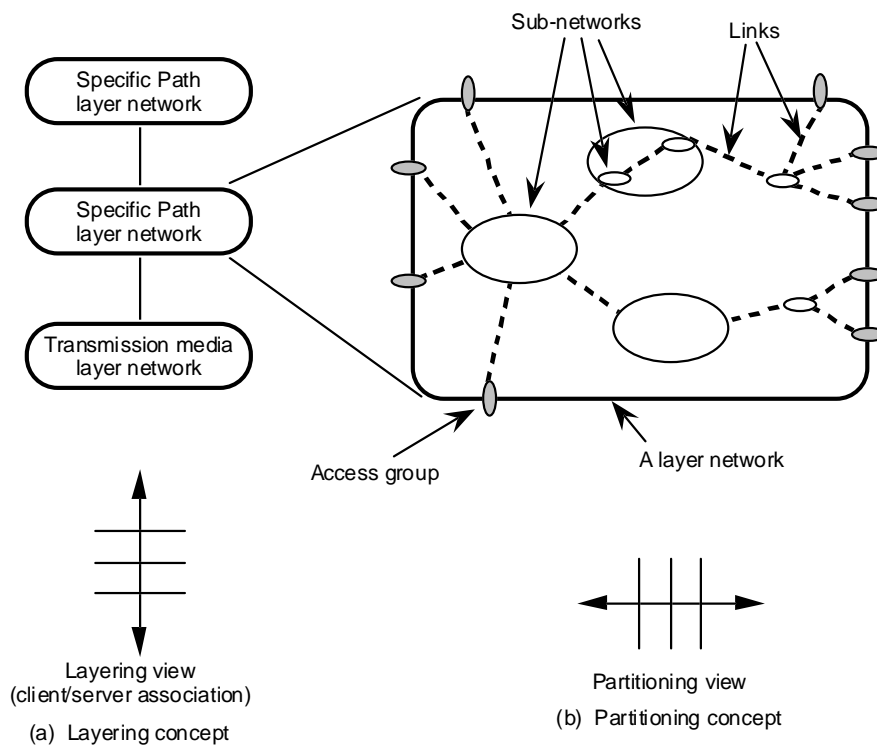 Sub-networks
Links
Specific Path
layer network
Specific Path
layer network
Transmission media
layer network
Access group
A layer network
Layering view
(client/server association)
(a) Layering concept
Partitioning view
(b) Partitioning concept